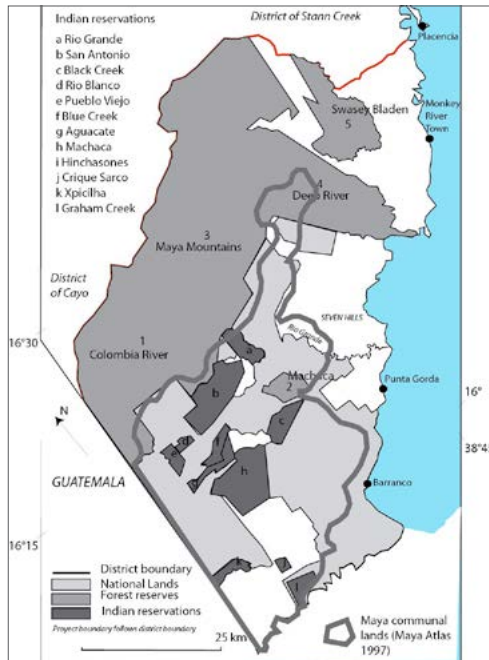 Indian reservations
a Rio Grande
b San Antonio
c Black Creek
d Rio Blanco
e Pueblo Viejo
f Blue Creek
g Aguacate
h Machaca
i Hinchasones
j Crique Sarco
k Xpicilha
l Graham Creek
District of Stann Creek
Placencia
Swasey Bladen
5
Monkey
River
Town
4
Deep River
3
Maya Mountains
District
of Cayo
SEVEN HILLS
Rio Grande
16°30
1
Colombia River
a
Machaca
2
Punta Gorda
16°
b
N
c
38°45
d
f
e
h
GUATEMALA
Barranco
16°15
l
District boundary
National Lands
Forest reserves
Indian reservations
Project boundary follows district boundary
25 km
Maya communal
lands (Maya Atlas
1997)